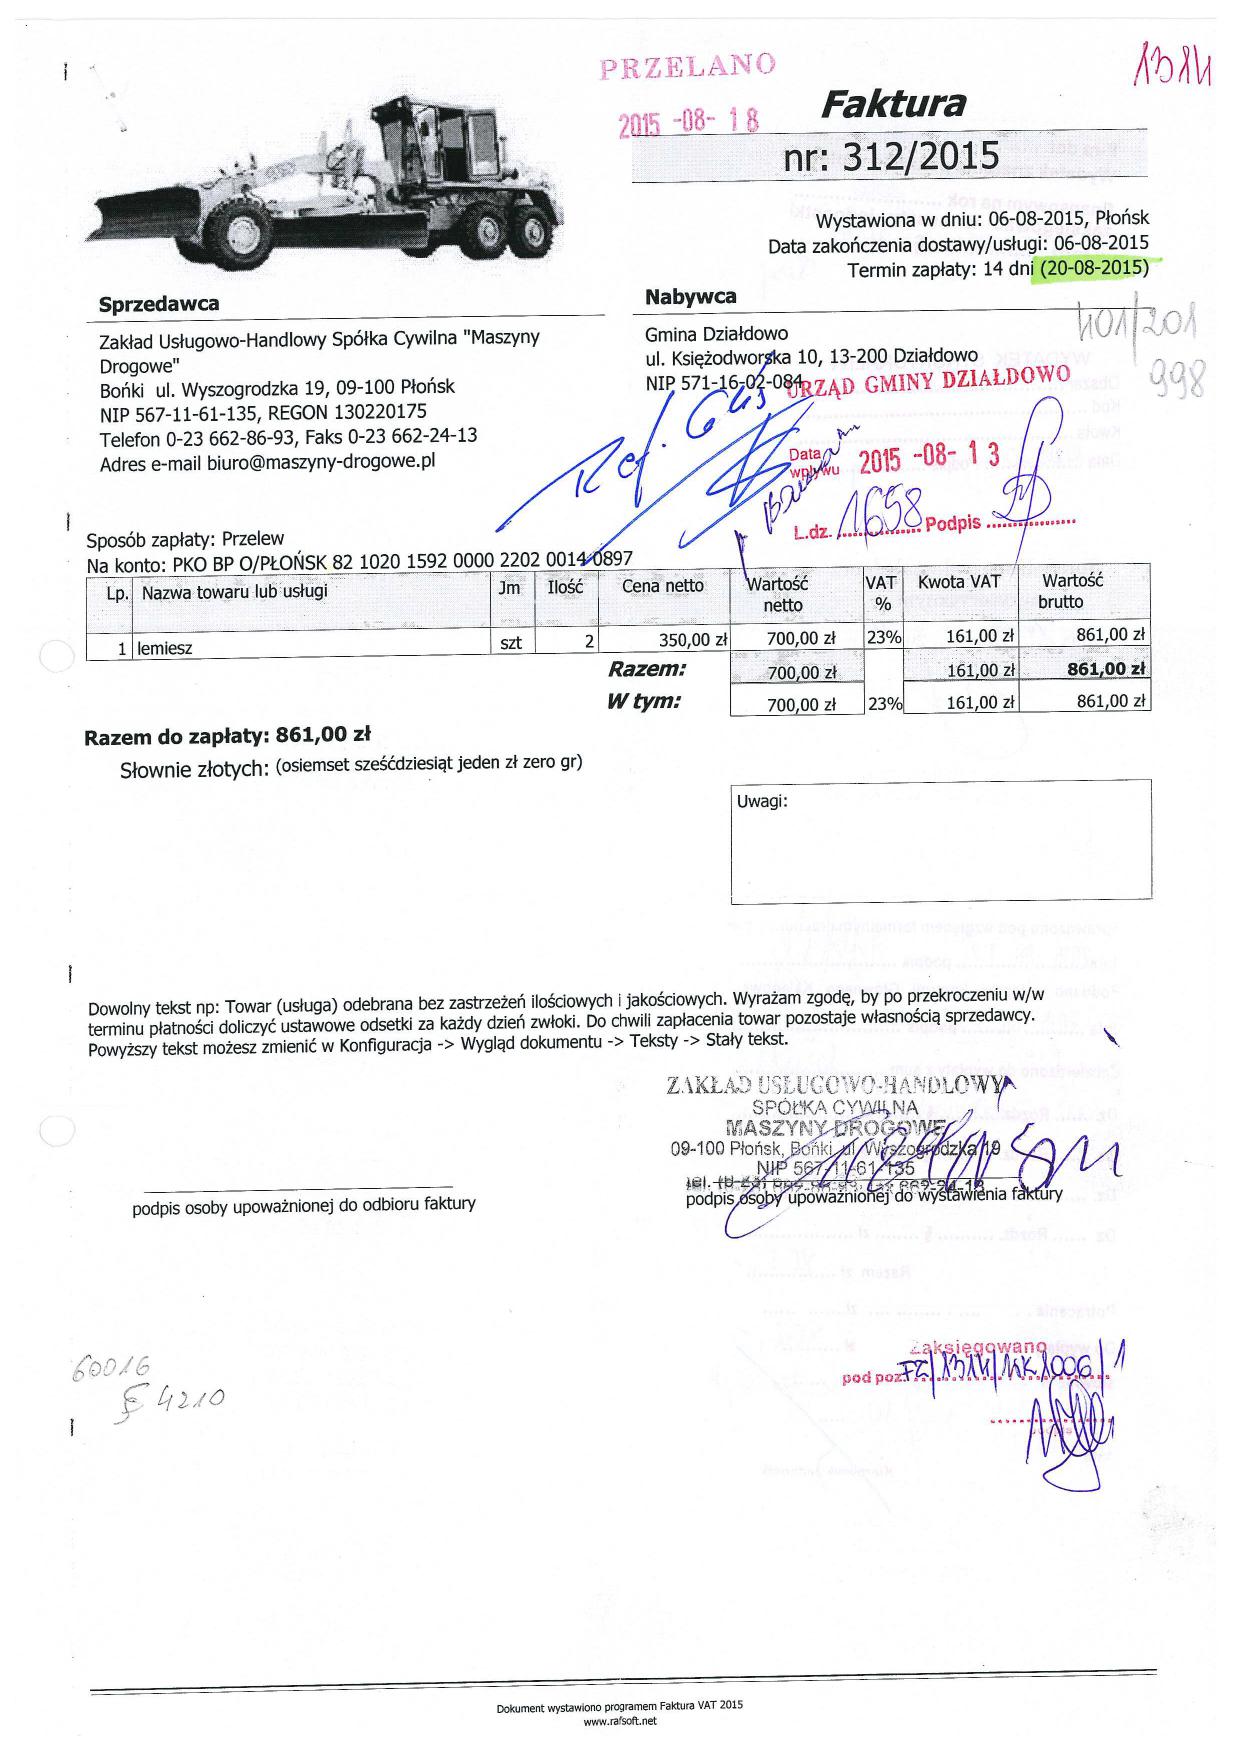 PRZELANO
2015 -08- 18
1314
Faktura
nr: 312/2015
Wystawiona w dniu: 06-08-2015, Płońsk
Data zakończenia dostawy/usługi: 06-08-2015
Termin zapłaty: 14 dni (20-08-2015)
Sprzedawca
Zakład Usługowo-Handlowy Spółka Cywilna "Maszyny
Drogowe"
Bońki ul. Wyszogrodzka 19, 09-100 Płońsk
NIP 567-11-61-135, REGON 130220175
Telefon 0-23 662-86-93, Faks 0-23 662-24-13
Adres e-mail biuro@maszyny-drogowe.pl
Nabywca
Gmina Działdowo
ul. Księżodworska 10, 13-200 Działdowo
NIP 571-16-02-084
401/201
998
URZĄD GMINY DZIAŁDOWO
Data wpływu 2015 -08- 13
L.dz. 1658 Podpis
Ref.
Sposób zapłaty: Przelew
Na konto: PKO BP O/PŁOŃSK 82 1020 1592 0000 2202 0014 0897
Lp. Nazwa towaru lub usługi Jm Ilość Cena netto Wartość netto VAT % Kwota VAT Wartość brutto
1 lemiesz szt 2 350,00 zł 700,00 zł 23% 161,00 zł 861,00 zł
Razem: 700,00 zł 161,00 zł 861,00 zł
W tym: 700,00 zł 23% 161,00 zł 861,00 zł
Razem do zapłaty: 861,00 zł
Słownie złotych: (osiemset sześćdziesiąt jeden zł zero gr)
Uwagi:
Dowolny tekst np: Towar (usługa) odebrana bez zastrzeżeń ilościowych i jakościowych. Wyrażam zgodę, by po przekroczeniu w/w
terminu płatności doliczyć ustawowe odsetki za każdy dzień zwłoki. Do chwili zapłacenia towar pozostaje własnością sprzedawcy.
Powyższy tekst możesz zmienić w Konfiguracja -> Wygląd dokumentu -> Teksty -> Stały tekst.
ZAKŁAD USŁUGOWO-HANDLOWY
SPÓŁKA CYWILNA
MASZYNY DROGOWE
09-100 Płońsk, Bońki, ul. Wyszogrodzka 19
NIP 567-11-61-135
podpis osoby upoważnionej do odbioru faktury
podpis osoby upoważnionej do wystawienia faktury
60016
§ 4210
Zaksięgowano
pod poz. FZ/1314/
Dokument wystawiono programem Faktura VAT 2015
www.rafsoft.net